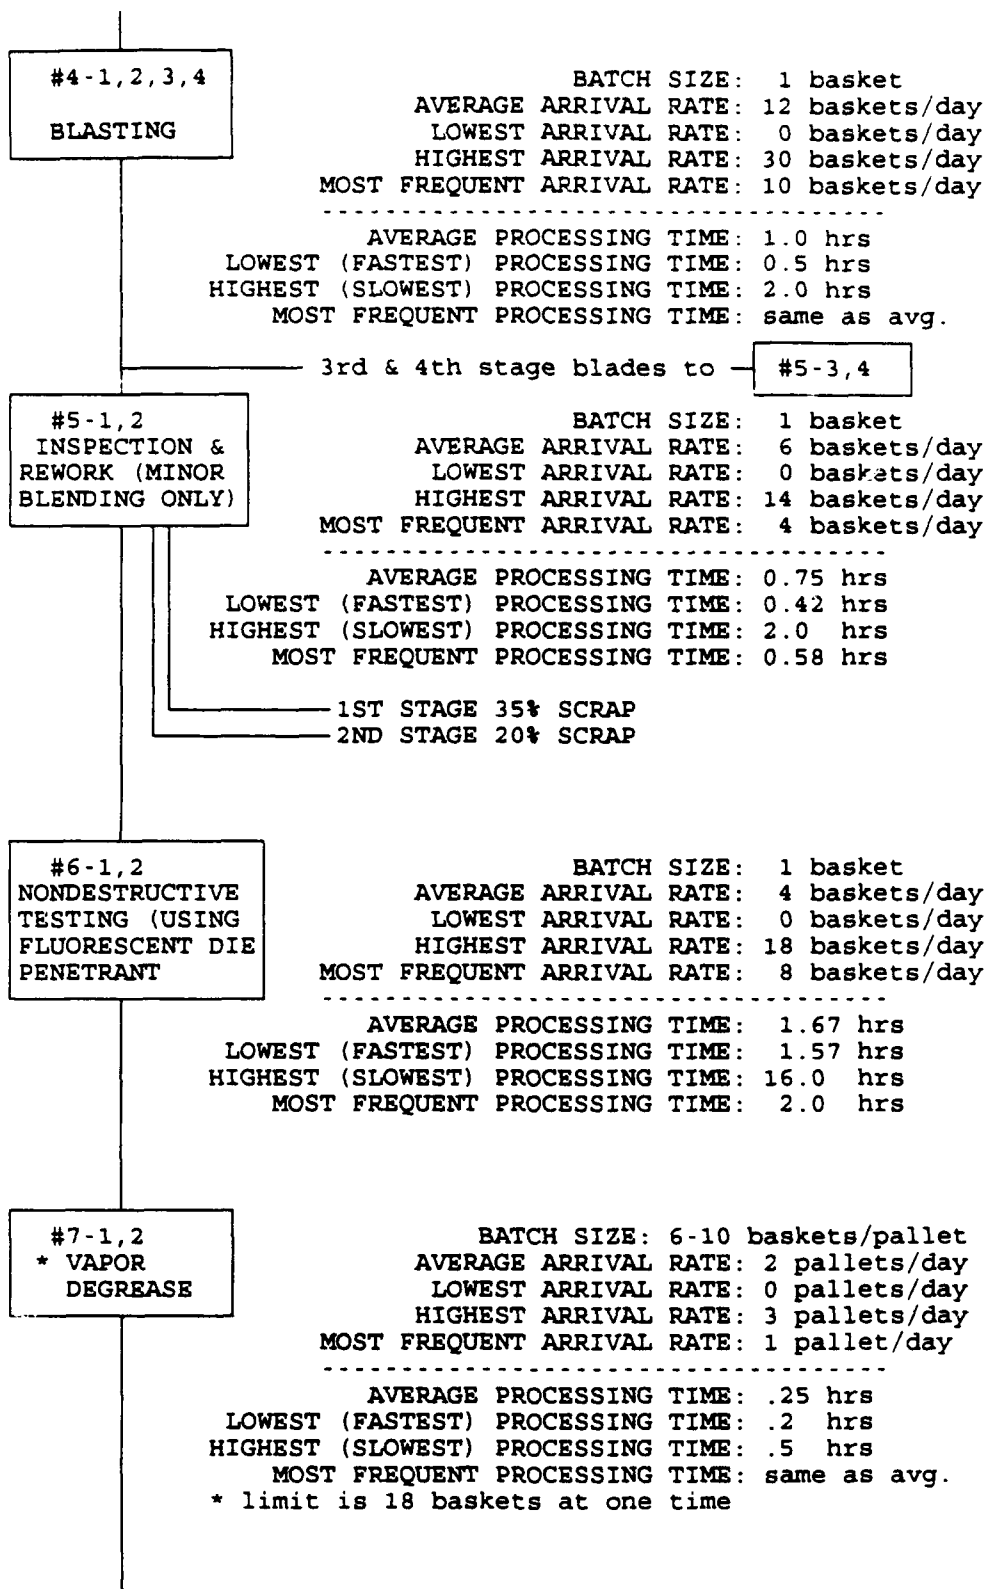 #4-1,2,3,4
BLASTING
BATCH SIZE: 1 basket
AVERAGE ARRIVAL RATE: 12 baskets/day
LOWEST ARRIVAL RATE: 0 baskets/day
HIGHEST ARRIVAL RATE: 30 baskets/day
MOST FREQUENT ARRIVAL RATE: 10 baskets/day
- - - - - - - - - - - - - - - - - - - - - - - - - - - - - - - - - - -
AVERAGE PROCESSING TIME: 1.0 hrs
LOWEST (FASTEST) PROCESSING TIME: 0.5 hrs
HIGHEST (SLOWEST) PROCESSING TIME: 2.0 hrs
MOST FREQUENT PROCESSING TIME: same as avg.
3rd & 4th stage blades to #5-3,4
#5-1,2
INSPECTION &
REWORK (MINOR
BLENDING ONLY)
BATCH SIZE: 1 basket
AVERAGE ARRIVAL RATE: 6 baskets/day
LOWEST ARRIVAL RATE: 0 baskets/day
HIGHEST ARRIVAL RATE: 14 baskets/day
MOST FREQUENT ARRIVAL RATE: 4 baskets/day
- - - - - - - - - - - - - - - - - - - - - - - - - - - - - - - - - - -
AVERAGE PROCESSING TIME: 0.75 hrs
LOWEST (FASTEST) PROCESSING TIME: 0.42 hrs
HIGHEST (SLOWEST) PROCESSING TIME: 2.0 hrs
MOST FREQUENT PROCESSING TIME: 0.58 hrs
1ST STAGE 35% SCRAP
2ND STAGE 20% SCRAP
#6-1,2
NONDESTRUCTIVE
TESTING (USING
FLUORESCENT DIE
PENETRANT
BATCH SIZE: 1 basket
AVERAGE ARRIVAL RATE: 4 baskets/day
LOWEST ARRIVAL RATE: 0 baskets/day
HIGHEST ARRIVAL RATE: 18 baskets/day
MOST FREQUENT ARRIVAL RATE: 8 baskets/day
- - - - - - - - - - - - - - - - - - - - - - - - - - - - - - - - - - -
AVERAGE PROCESSING TIME: 1.67 hrs
LOWEST (FASTEST) PROCESSING TIME: 1.57 hrs
HIGHEST (SLOWEST) PROCESSING TIME: 16.0 hrs
MOST FREQUENT PROCESSING TIME: 2.0 hrs
#7-1,2
* VAPOR
DEGREASE
BATCH SIZE: 6-10 baskets/pallet
AVERAGE ARRIVAL RATE: 2 pallets/day
LOWEST ARRIVAL RATE: 0 pallets/day
HIGHEST ARRIVAL RATE: 3 pallets/day
MOST FREQUENT ARRIVAL RATE: 1 pallet/day
- - - - - - - - - - - - - - - - - - - - - - - - - - - - - - - - - - -
AVERAGE PROCESSING TIME: .25 hrs
LOWEST (FASTEST) PROCESSING TIME: .2 hrs
HIGHEST (SLOWEST) PROCESSING TIME: .5 hrs
MOST FREQUENT PROCESSING TIME: same as avg.
* limit is 18 baskets at one time